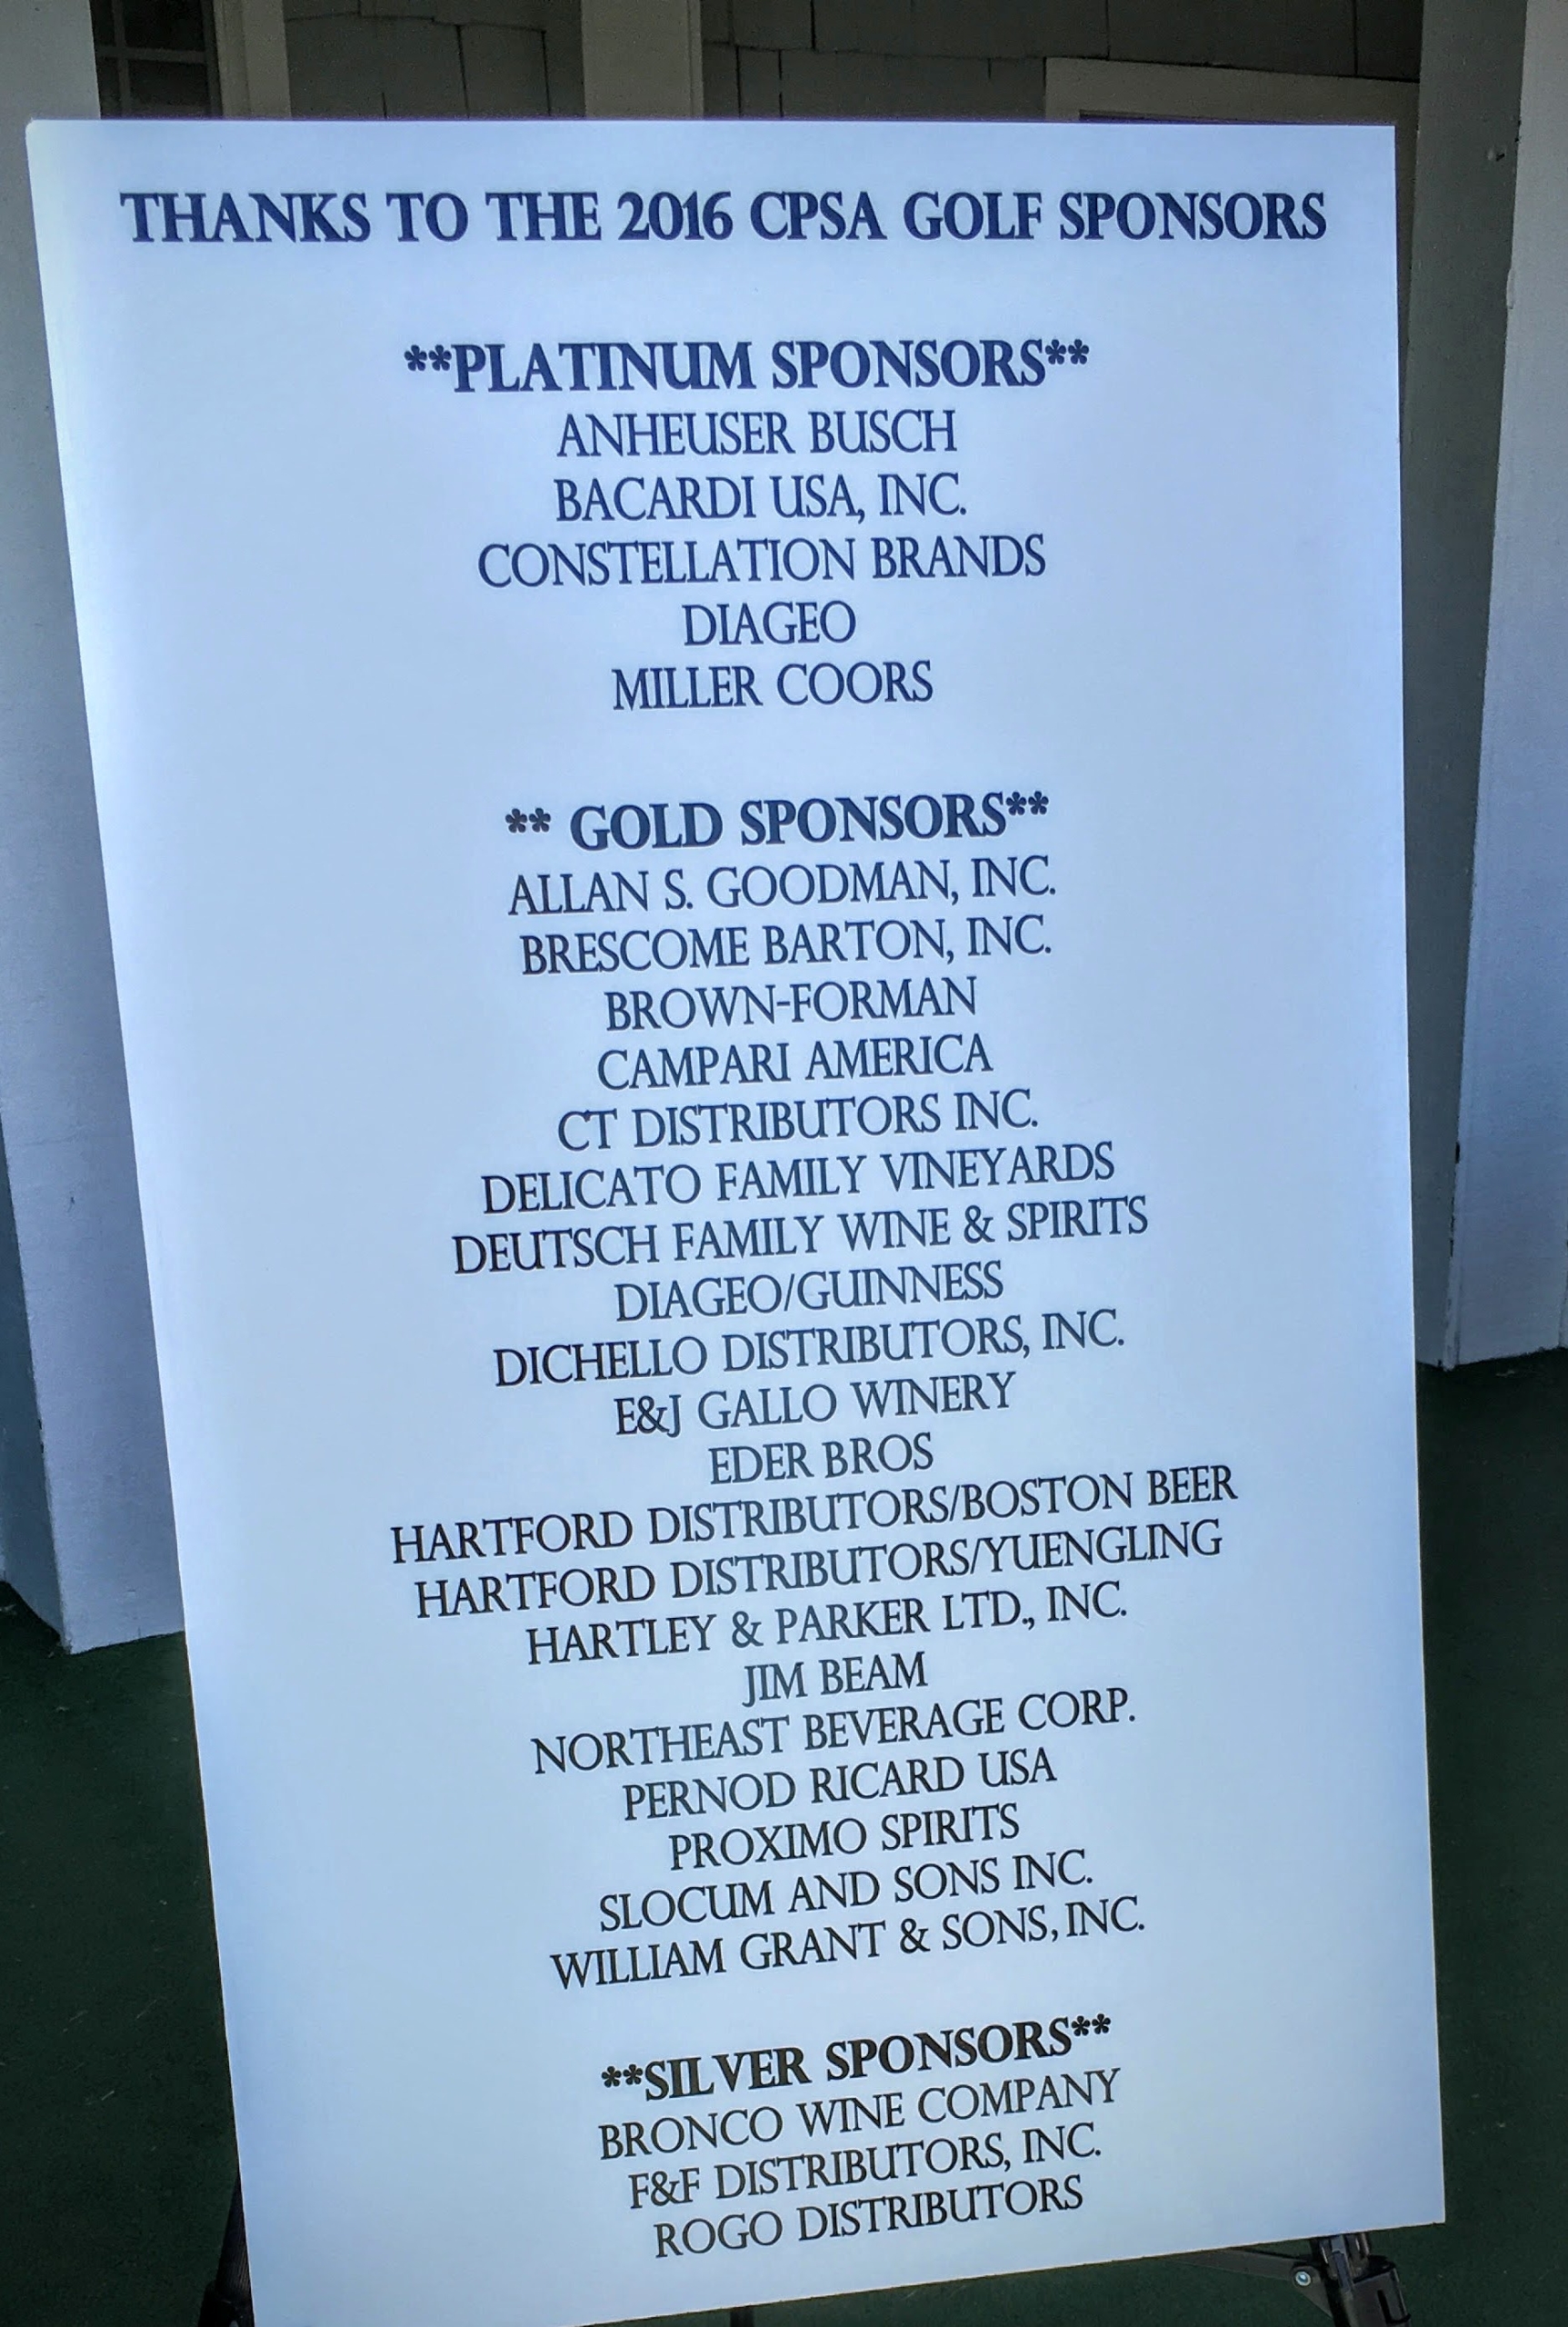 THANKS TO THE 2016 CPSA GOLF SPONSORS
**PLATINUM SPONSORS**
ANHEUSER BUSCH
BACARDI USA, INC.
CONSTELLATION BRANDS
DIAGEO
MILLER COORS
** GOLD SPONSORS**
ALLAN S. GOODMAN, INC.
BRESCOME BARTON, INC.
BROWN-FORMAN
CAMPARI AMERICA
CT DISTRIBUTORS INC.
DELICATO FAMILY VINEYARDS
DEUTSCH FAMILY WINE & SPIRITS
DIAGEO/GUINNESS
DICHELLO DISTRIBUTORS, INC.
E&J GALLO WINERY
EDER BROS
HARTFORD DISTRIBUTORS/BOSTON BEER
HARTFORD DISTRIBUTORS/YUENGLING
HARTLEY & PARKER LTD., INC.
JIM BEAM
NORTHEAST BEVERAGE CORP.
PERNOD RICARD USA
PROXIMO SPIRITS
SLOCUM AND SONS INC.
WILLIAM GRANT & SONS, INC.
**SILVER SPONSORS**
BRONCO WINE COMPANY
F&F DISTRIBUTORS, INC.
ROGO DISTRIBUTORS